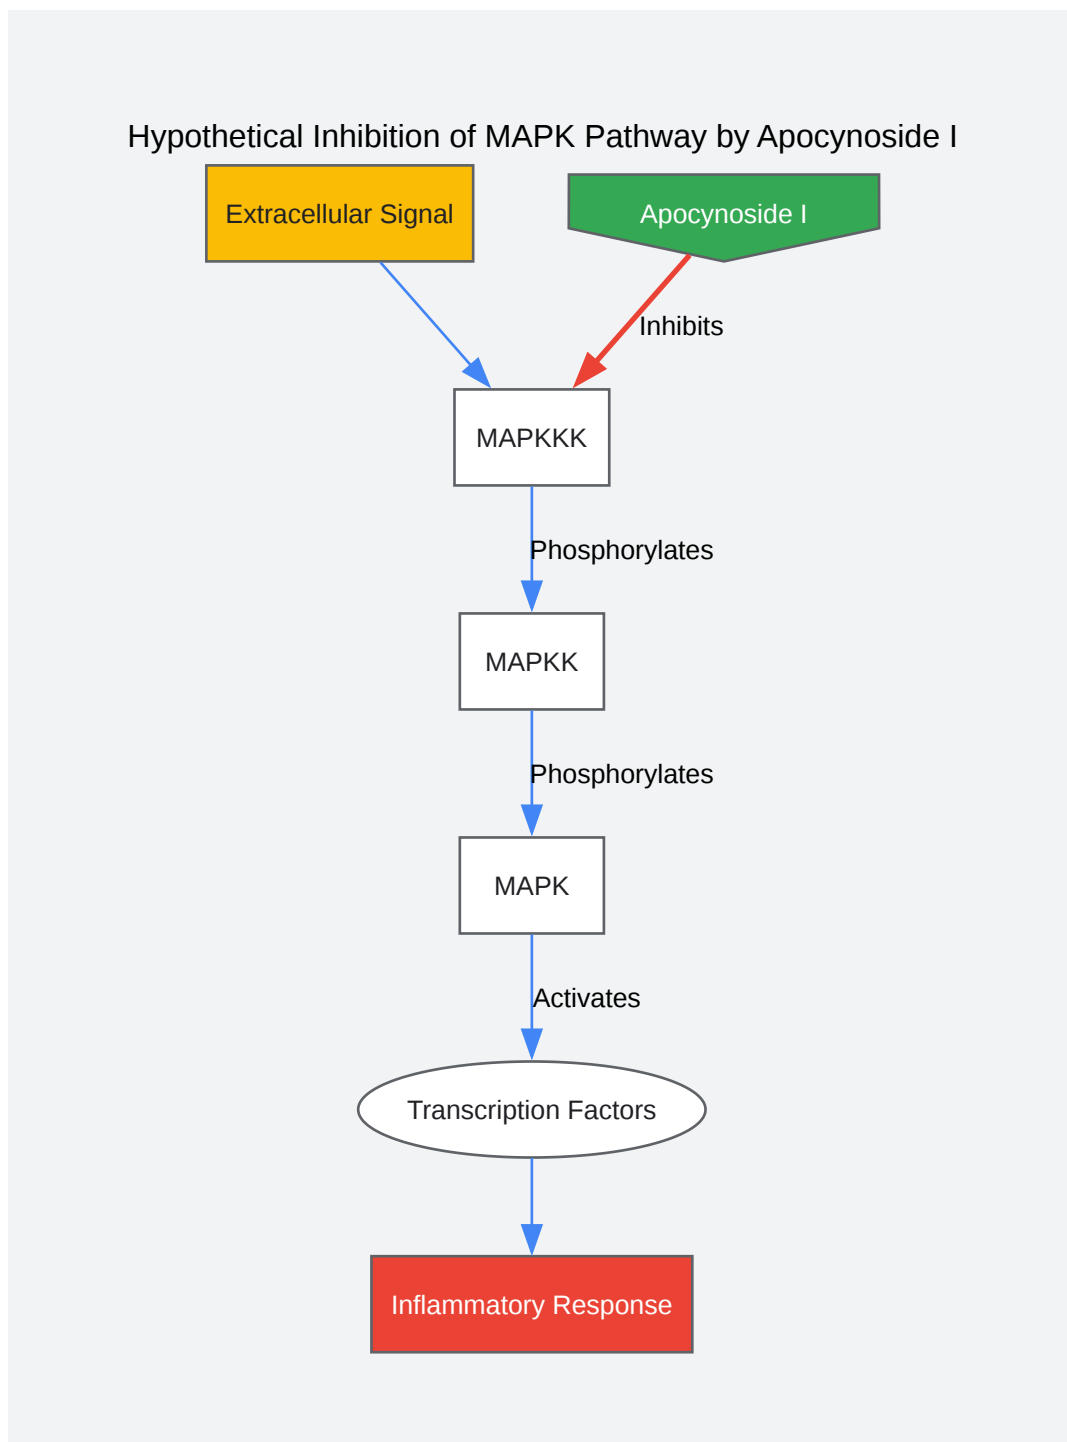 Hypothetical Inhibition of MAPK Pathway by Apocynoside I
Extracellular Signal
Apocynoside I
Inhibits
MAPKKK
Phosphorylates
MAPKK
Phosphorylates
MAPK
Activates
Transcription Factors
Inflammatory Response